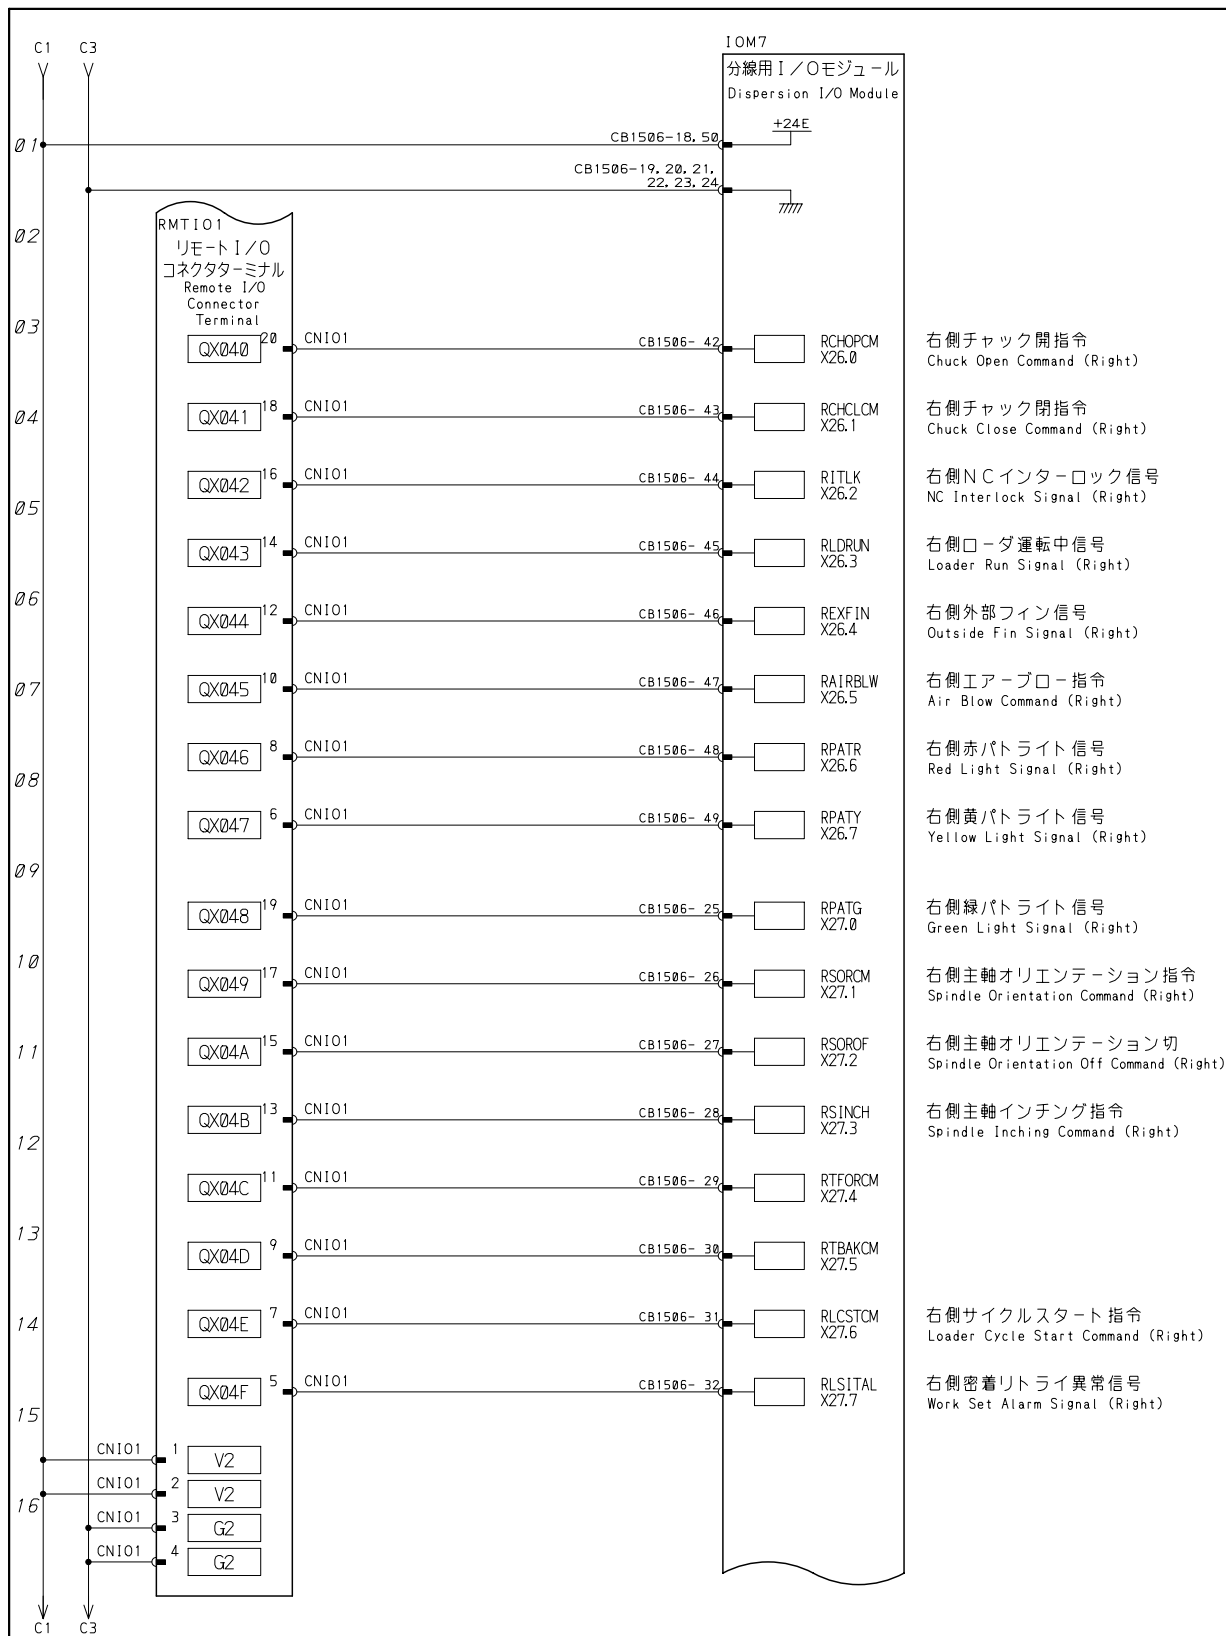 C1 C3
IOM7
分線用I/Oモジュール
Dispersion I/O Module
+24E
01
CB1506-18.50
CB1506-19.20.21.
22.23.24
RMTIO1
02
リモートI/O
コネクタターミナル
Remote I/O
Connector
Terminal
03
QX040 20 CNIO1 CB1506- 42 RCHOPCM X26.0 右側チャック開指令
Chuck Open Command (Right)
04
QX041 18 CNIO1 CB1506- 43 RCHCLCM X26.1 右側チャック閉指令
Chuck Close Command (Right)
QX042 16 CNIO1 CB1506- 44 RITLK X26.2 右側NCインターロック信号
NC Interlock Signal (Right)
05
QX043 14 CNIO1 CB1506- 45 RLDRUN X26.3 右側ローダ運転中信号
Loader Run Signal (Right)
06
QX044 12 CNIO1 CB1506- 46 REXFIN X26.4 右側外部フィン信号
Outside Fin Signal (Right)
07
QX045 10 CNIO1 CB1506- 47 RAIRBLW X26.5 右側エアーブロー指令
Air Blow Command (Right)
QX046 8 CNIO1 CB1506- 48 RPATR X26.6 右側赤パトライト信号
Red Light Signal (Right)
08
QX047 6 CNIO1 CB1506- 49 RPATY X26.7 右側黄パトライト信号
Yellow Light Signal (Right)
09
QX048 19 CNIO1 CB1506- 25 RPATG X27.0 右側緑パトライト信号
Green Light Signal (Right)
10
QX049 17 CNIO1 CB1506- 26 RSORCM X27.1 右側主軸オリエンテーション指令
Spindle Orientation Command (Right)
11
QX04A 15 CNIO1 CB1506- 27 RSOROF X27.2 右側主軸オリエンテーション切
Spindle Orientation Off Command (Right)
QX04B 13 CNIO1 CB1506- 28 RSINCH X27.3 右側主軸インチング指令
Spindle Inching Command (Right)
12
QX04C 11 CNIO1 CB1506- 29 RTFORCM X27.4
13
QX04D 9 CNIO1 CB1506- 30 RTBAKCM X27.5
14
QX04E 7 CNIO1 CB1506- 31 RLCSTCM X27.6 右側サイクルスタート指令
Loader Cycle Start Command (Right)
QX04F 5 CNIO1 CB1506- 32 RLSITAL X27.7 右側密着リトライ異常信号
Work Set Alarm Signal (Right)
15
CNIO1 1 V2
CNIO1 2 V2
16
CNIO1 3 G2
CNIO1 4 G2
C1 C3